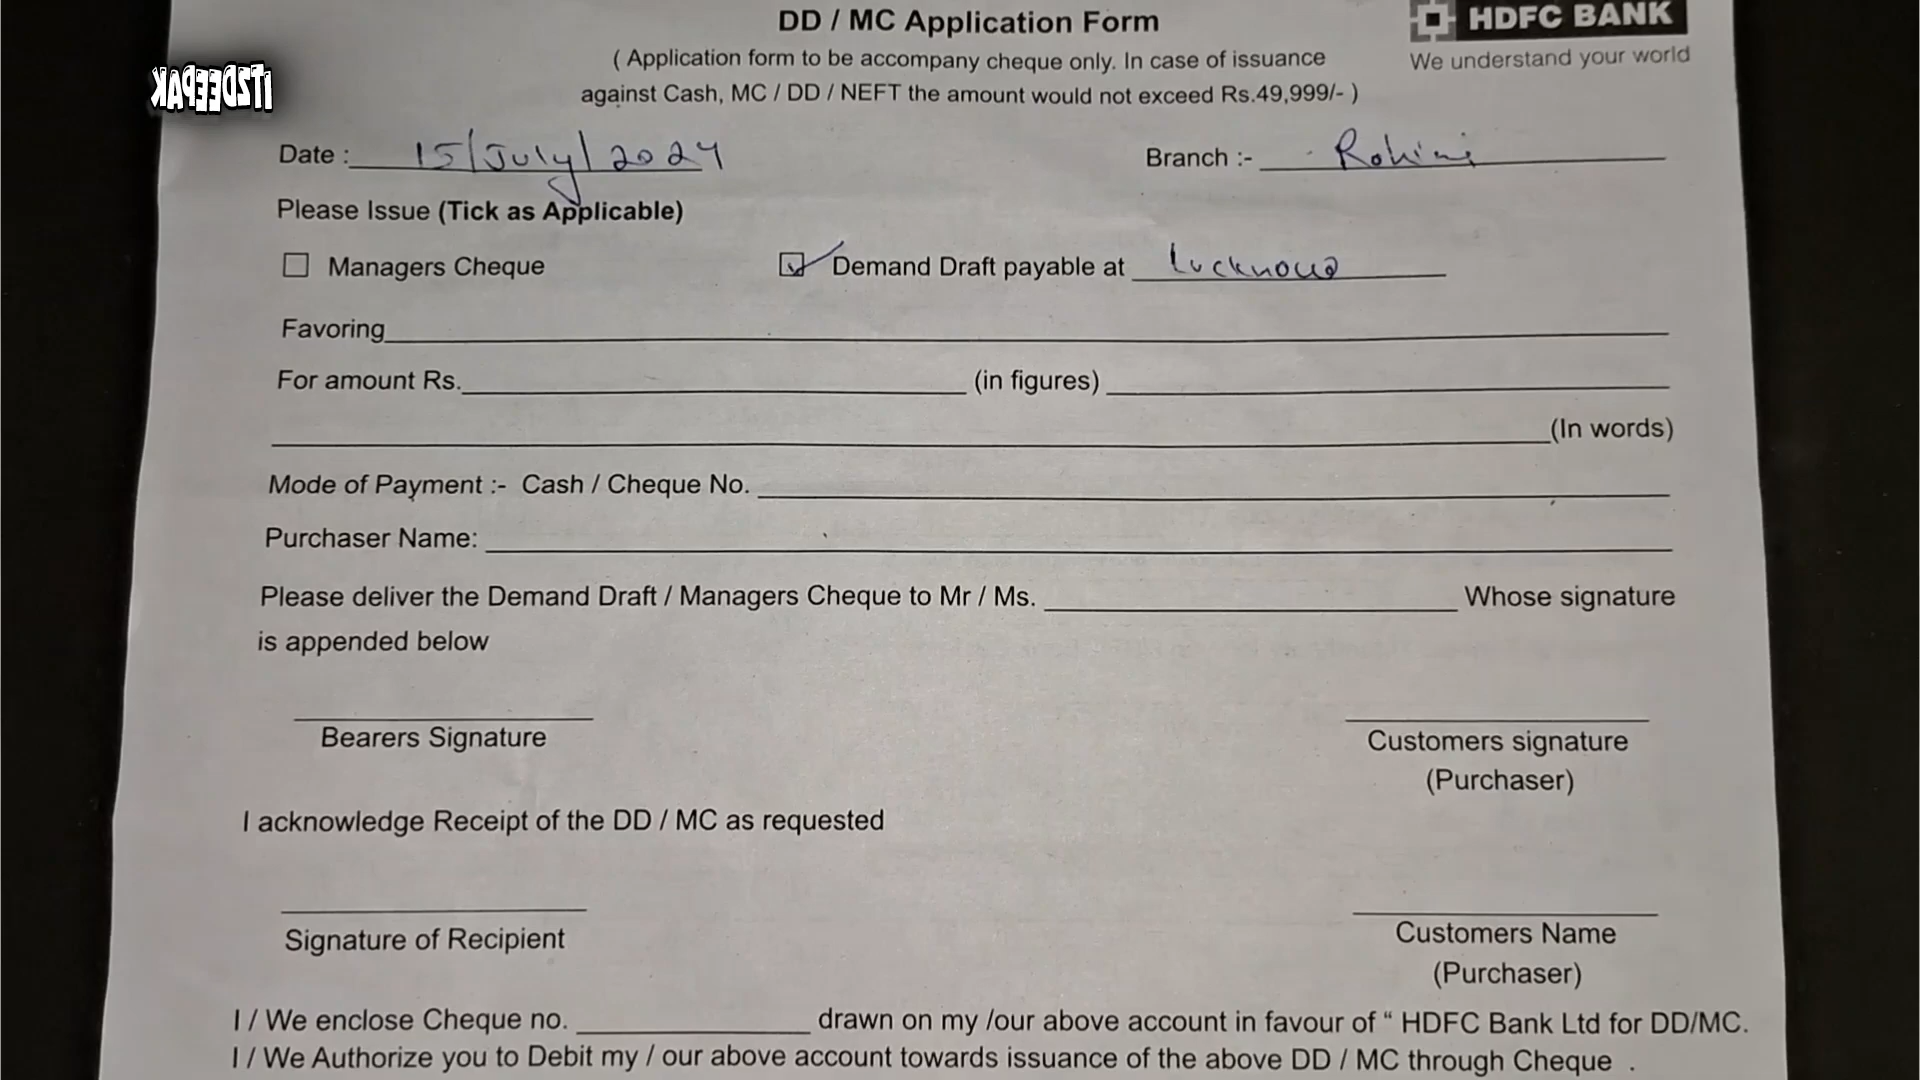 DD / MC Application Form
HDFC BANK
We understand your world
( Application form to be accompany cheque only. In case of issuance
against Cash, MC / DD / NEFT the amount would not exceed Rs.49,999/- )
ITZDEEPAK
Date : 15/July/2024 Branch :- Rohini
Please Issue (Tick as Applicable)
Managers Cheque Demand Draft payable at Lucknow
Favoring
For amount Rs. (in figures)
(In words)
Mode of Payment :- Cash / Cheque No.
Purchaser Name:
Please deliver the Demand Draft / Managers Cheque to Mr / Ms. Whose signature
is appended below
Bearers Signature Customers signature
(Purchaser)
I acknowledge Receipt of the DD / MC as requested
Signature of Recipient Customers Name
(Purchaser)
I / We enclose Cheque no. drawn on my /our above account in favour of “ HDFC Bank Ltd for DD/MC.
I / We Authorize you to Debit my / our above account towards issuance of the above DD / MC through Cheque .